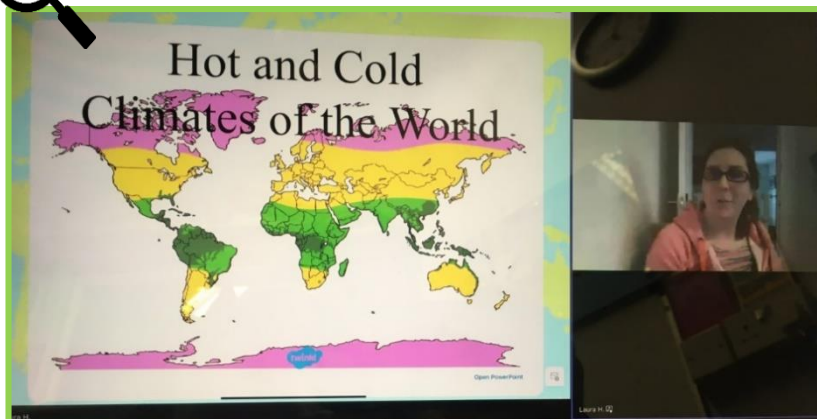 Hot and Cold
Climates of the World
twinkl
Open PowerPoint
Laura H.